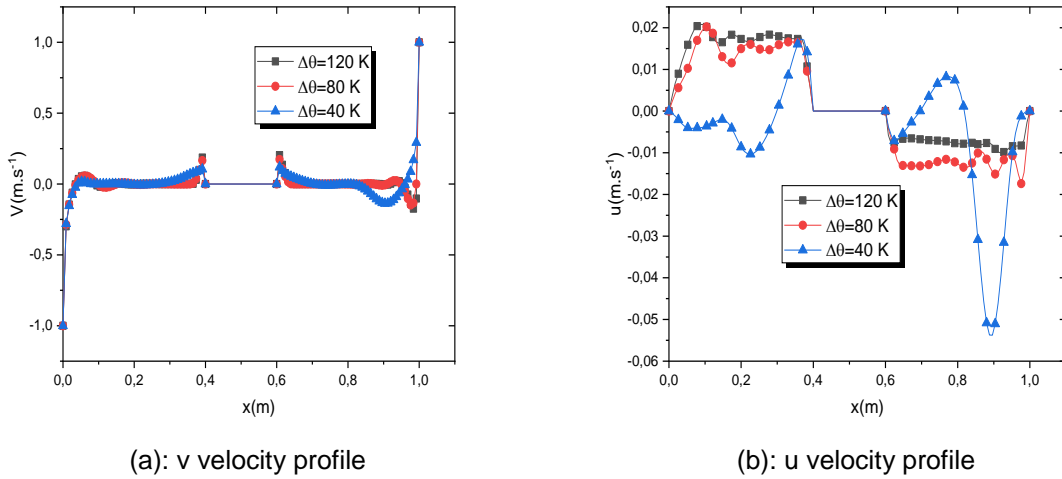 1,0
0,5
0,0
-0,5
-1,0
V(m.s⁻¹)
Δθ=120 K
Δθ=80 K
Δθ=40 K
0,0 0,2 0,4 0,6 0,8 1,0
x(m)
(a): v velocity profile
0,02
0,01
0,00
-0,01
-0,02
-0,03
-0,04
-0,05
-0,06
u(m.s⁻¹)
Δθ=120 K
Δθ=80 K
Δθ=40 K
0,0 0,2 0,4 0,6 0,8 1,0
x(m)
(b): u velocity profile